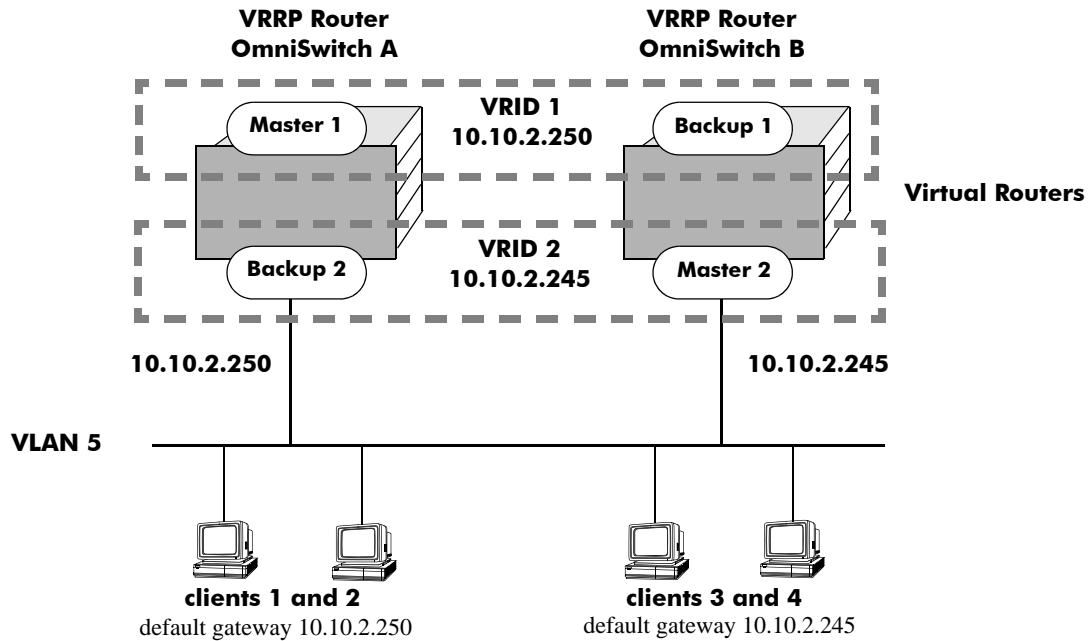 VRRP Router
OmniSwitch A
VRRP Router
OmniSwitch B
Master 1
VRID 1
10.10.2.250
Backup 1
Virtual Routers
Backup 2
VRID 2
10.10.2.245
Master 2
10.10.2.250
10.10.2.245
VLAN 5
clients 1 and 2
default gateway 10.10.2.250
clients 3 and 4
default gateway 10.10.2.245